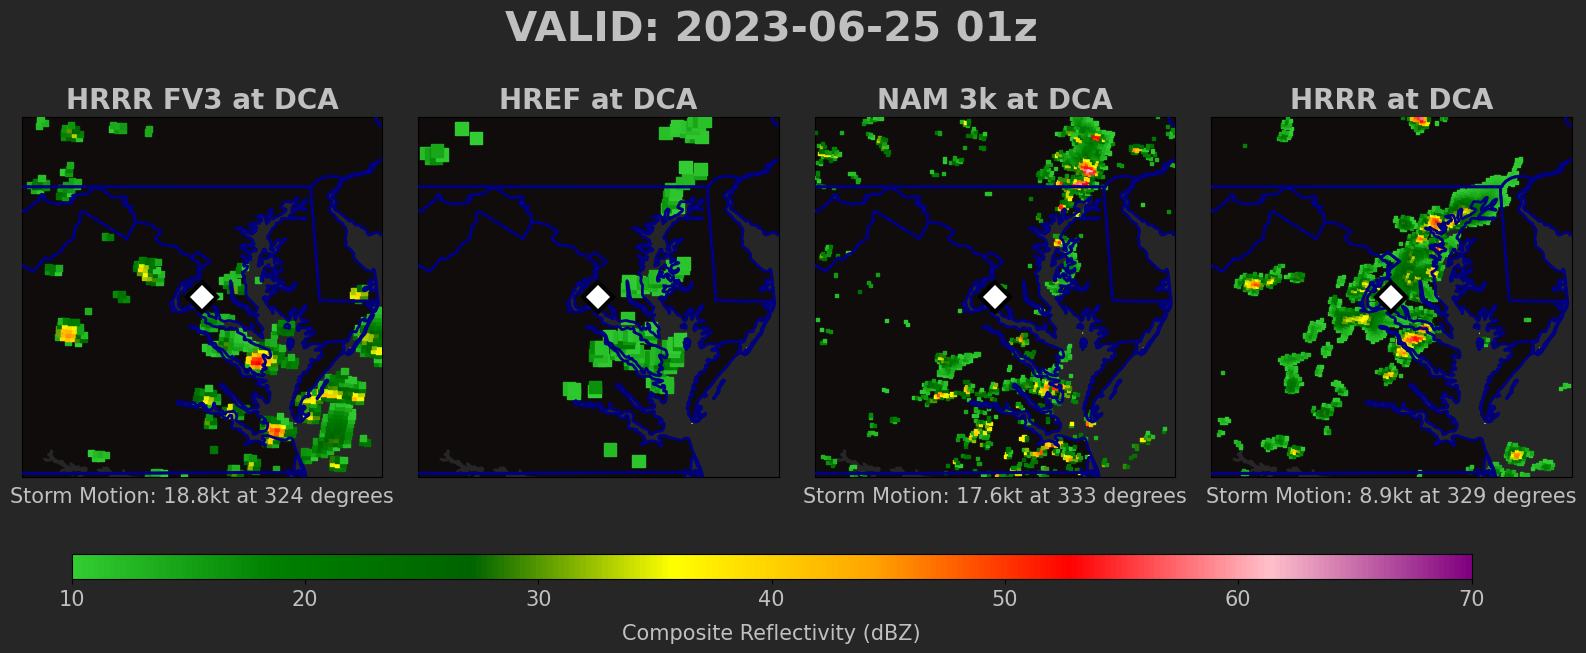 VALID: 2023-06-25 01z
HRRR FV3 at DCA
HREF at DCA
NAM 3k at DCA
HRRR at DCA
Storm Motion: 18.8kt at 324 degrees
Storm Motion: 17.6kt at 333 degrees
Storm Motion: 8.9kt at 329 degrees
10 20 30 40 50 60 70
Composite Reflectivity (dBZ)